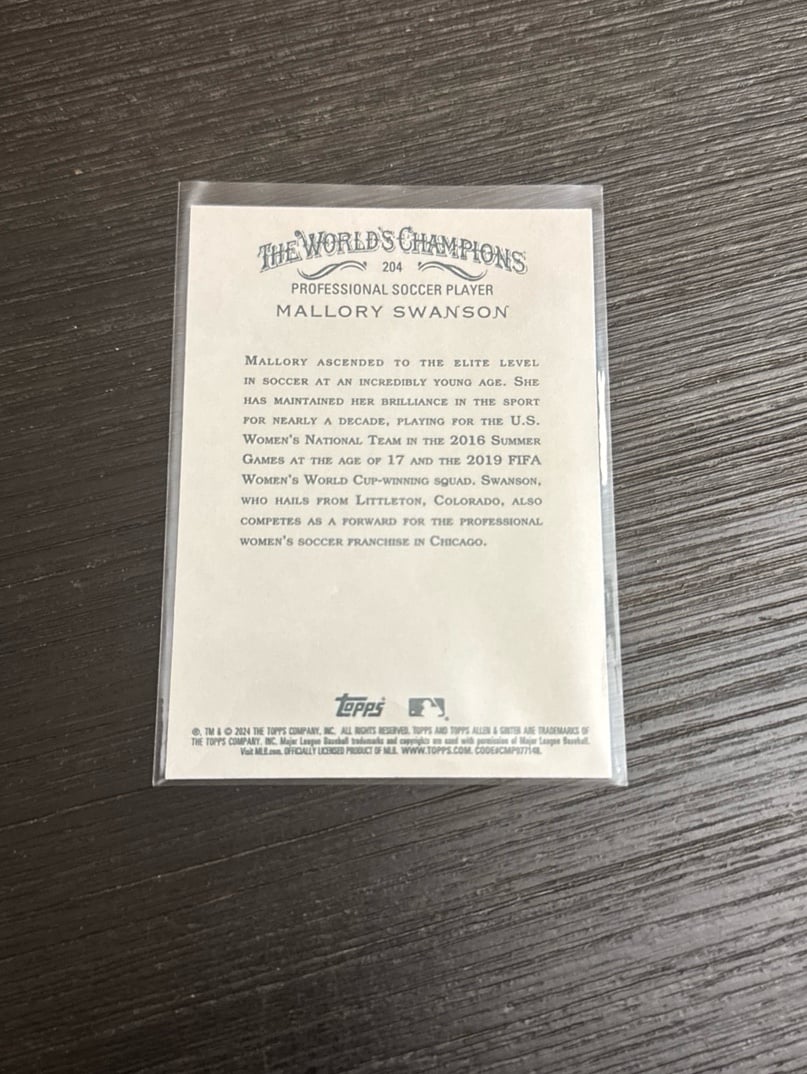 THE WORLD'S CHAMPIONS
204
PROFESSIONAL SOCCER PLAYER
MALLORY SWANSON
MALLORY ASCENDED TO THE ELITE LEVEL
IN SOCCER AT AN INCREDIBLY YOUNG AGE. SHE
HAS MAINTAINED HER BRILLIANCE IN THE SPORT
FOR NEARLY A DECADE, PLAYING FOR THE U.S.
WOMEN'S NATIONAL TEAM IN THE 2016 SUMMER
GAMES AT THE AGE OF 17 AND THE 2019 FIFA
WOMEN'S WORLD CUP-WINNING SQUAD. SWANSON,
WHO HAILS FROM LITTLETON, COLORADO, ALSO
COMPETES AS A FORWARD FOR THE PROFESSIONAL
WOMEN'S SOCCER FRANCHISE IN CHICAGO.
Topps
®, TM & © 2024 THE TOPPS COMPANY, INC. ALL RIGHTS RESERVED. TOPPS AND TOPPS ALLEN & GINTER ARE TRADEMARKS OF
THE TOPPS COMPANY, INC. Major League Baseball trademarks and copyrights are used with permission of Major League Baseball.
Visit MLB.com. OFFICIALLY LICENSED PRODUCT OF MLB. WWW.TOPPS.COM. CODE#CMP077148.